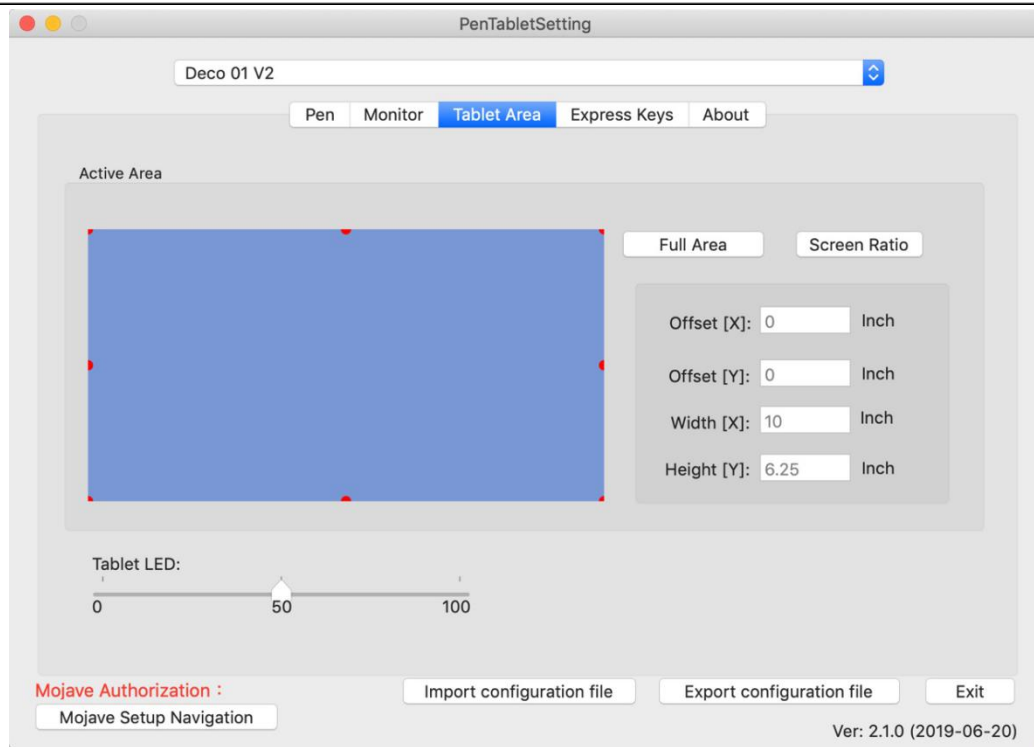 PenTabletSetting
Deco 01 V2
Pen Monitor Tablet Area Express Keys About
Active Area
Full Area Screen Ratio
Offset [X]: 0 Inch
Offset [Y]: 0 Inch
Width [X]: 10 Inch
Height [Y]: 6.25 Inch
Tablet LED:
0 50 100
Mojave Authorization：
Import configuration file Export configuration file Exit
Mojave Setup Navigation
Ver: 2.1.0 (2019-06-20)